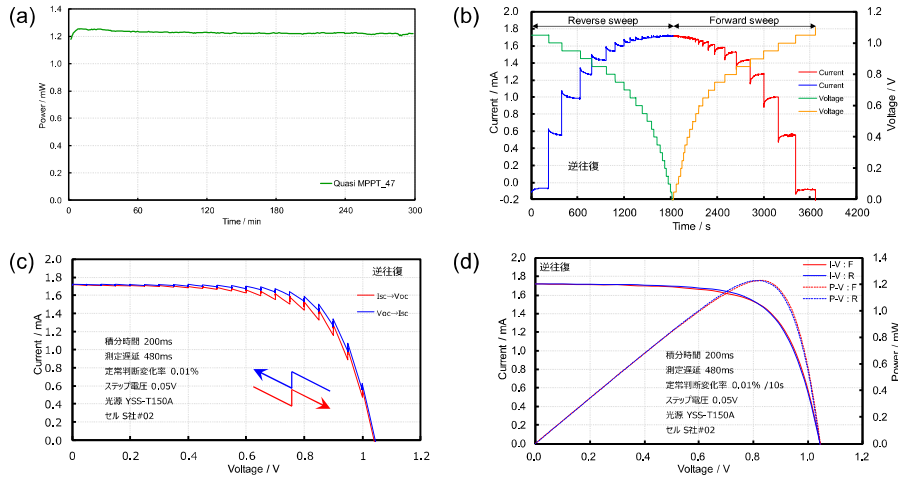 (a)
1.4
1.2
1.0
0.8
0.6
0.4
0.2
0.0
Power / mW
0
60
120
180
240
300
Time / min
Quasi MPPT_47
(b)
2.0
1.8
1.6
1.4
1.2
1.0
0.8
0.6
0.4
0.2
0.0
-0.2
Current / mA
Reverse sweep
Forward sweep
Current
Current
Voltage
Voltage
逆往復
1.2
1.0
0.8
0.6
0.4
0.2
0.0
Voltage / V
0
600
1200
1800
2400
3000
3600
4200
Time / s
(c)
2.0
1.8
1.6
1.4
1.2
1.0
0.8
0.6
0.4
0.2
0.0
Current / mA
逆往復
Isc→Voc
Voc→Isc
積分時間 200ms
測定遅延 480ms
定常判断変化率 0.01%
ステップ電圧 0.05V
光源 YSS-T150A
セル S社#02
0.0
0.2
0.4
0.6
0.8
1.0
1.2
Voltage / V
(d)
2.0
1.8
1.6
1.4
1.2
1.0
0.8
0.6
0.4
0.2
0.0
Current / mA
逆往復
I-V : F
I-V : R
P-V : F
P-V : R
積分時間 200ms
測定遅延 480ms
定常判断変化率 0.01% /10s
ステップ電圧 0.05V
光源 YSS-T150A
セル S社#02
1.4
1.2
1.0
0.8
0.6
0.4
0.2
0.0
Power / mW
0.0
0.2
0.4
0.6
0.8
1.0
1.2
Voltage / V